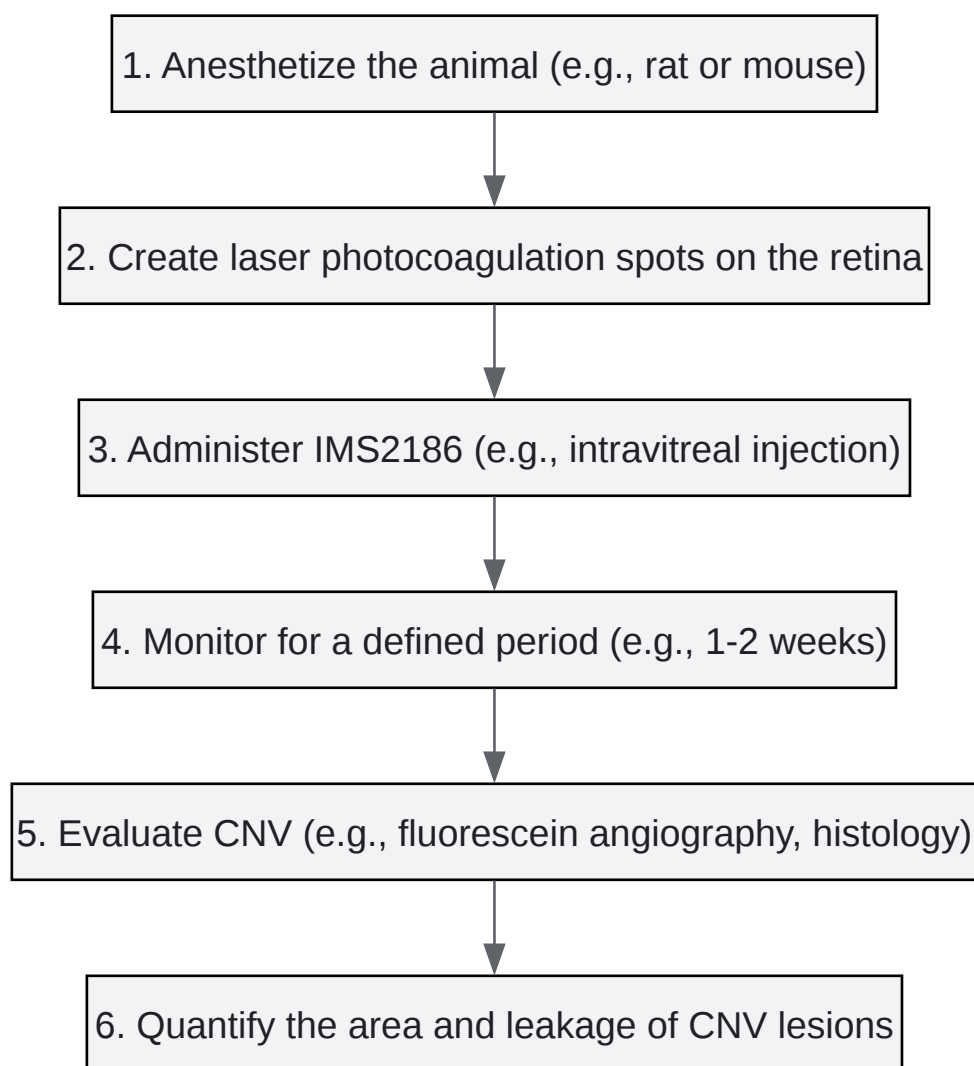 1. Anesthetize the animal (e.g., rat or mouse)
2. Create laser photocoagulation spots on the retina
3. Administer IMS2186 (e.g., intravitreal injection)
4. Monitor for a defined period (e.g., 1-2 weeks)
5. Evaluate CNV (e.g., fluorescein angiography, histology)
6. Quantify the area and leakage of CNV lesions